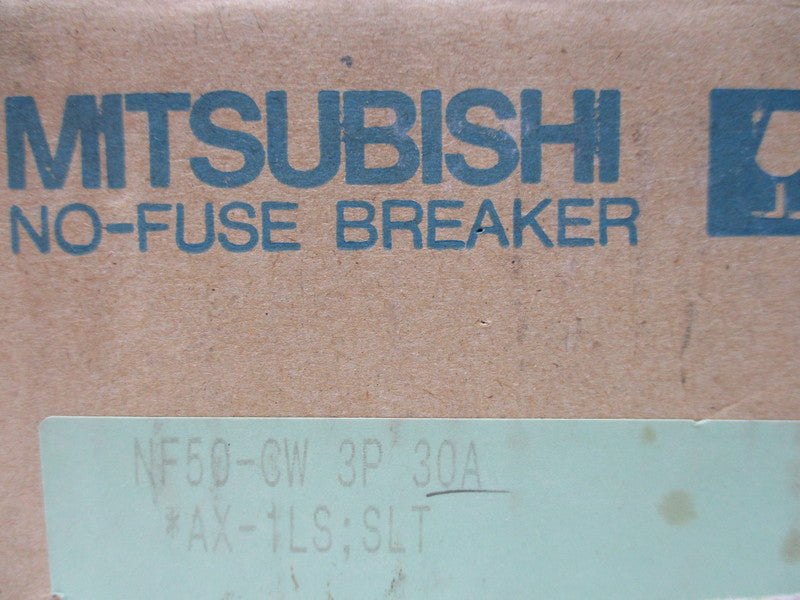 MITSUBISHI
NO-FUSE BREAKER
NF50-CW 3P 30A
*AX-1LS;SLT